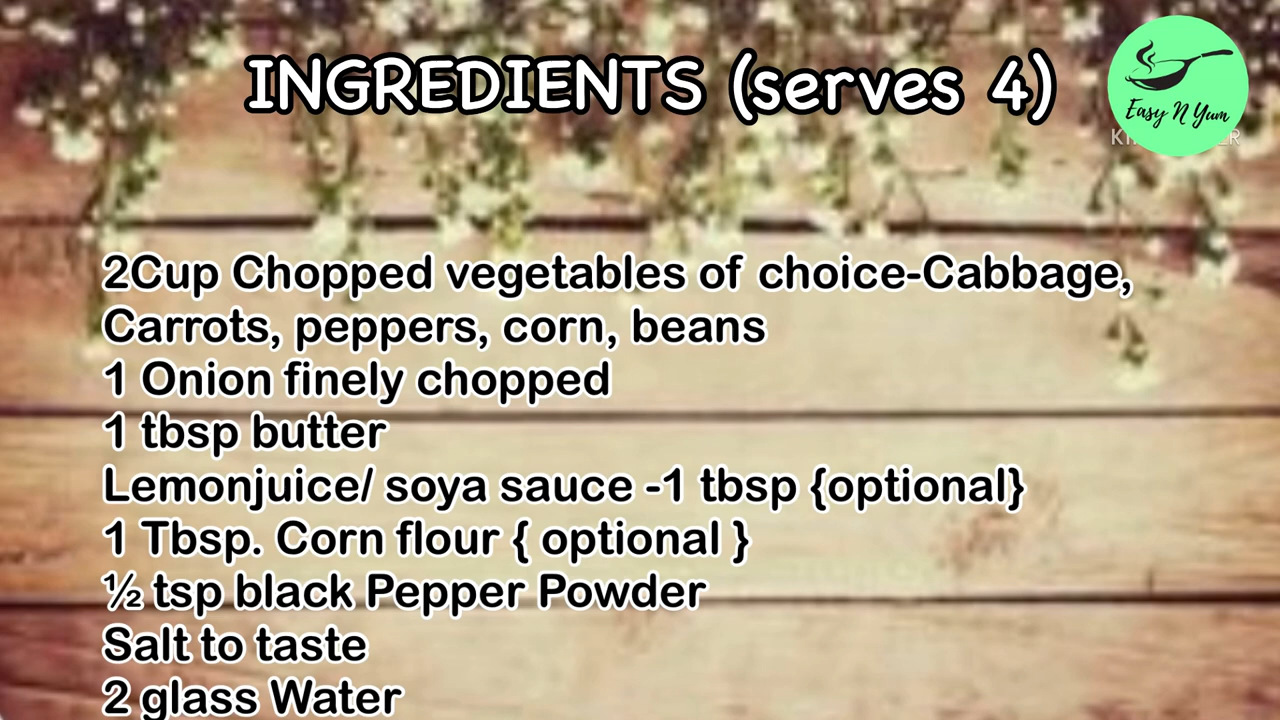 INGREDIENTS (serves 4)
Easy N Yum
2Cup Chopped vegetables of choice-Cabbage,
Carrots, peppers, corn, beans
1 Onion finely chopped
1 tbsp butter
Lemonjuice/ soya sauce -1 tbsp {optional}
1 Tbsp. Corn flour { optional }
½ tsp black Pepper Powder
Salt to taste
2 glass Water